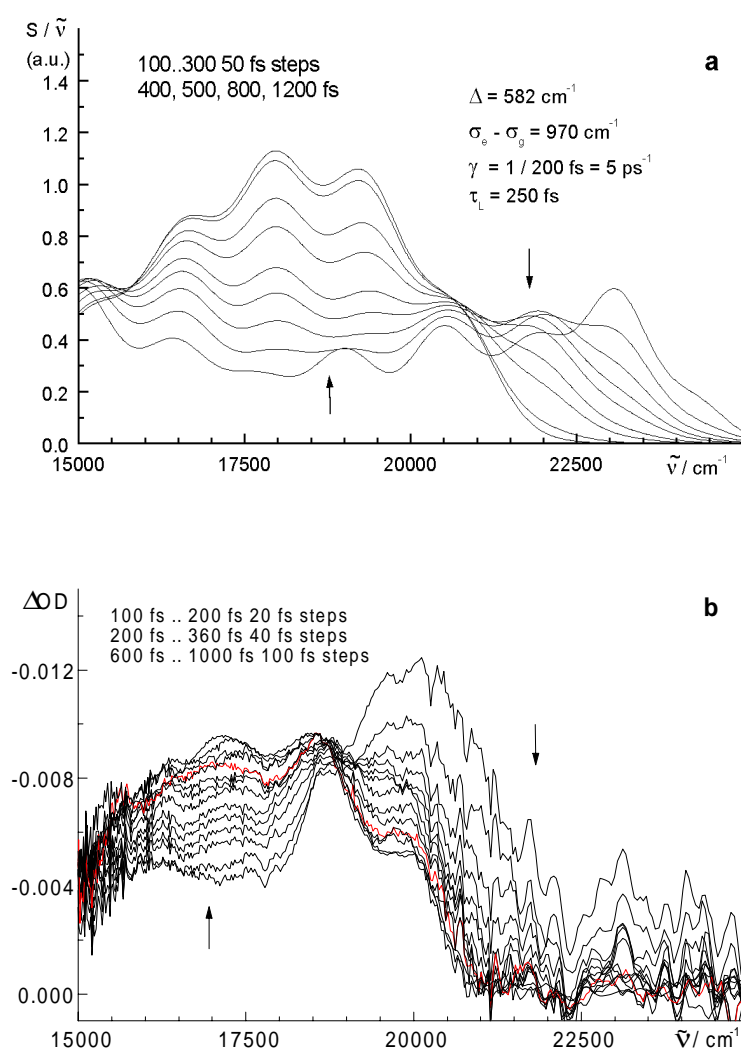 S / ν̃
(a.u.)
a
100..300 50 fs steps
400, 500, 800, 1200 fs
Δ = 582 cm⁻¹
σₑ - σ_g = 970 cm⁻¹
γ = 1 / 200 fs = 5 ps⁻¹
τ_L = 250 fs
1.4
1.2
1.0
0.8
0.6
0.4
0.2
0.0
15000 17500 20000 22500 ν̃ / cm⁻¹
ΔOD
b
100 fs .. 200 fs 20 fs steps
200 fs .. 360 fs 40 fs steps
600 fs .. 1000 fs 100 fs steps
-0.012
-0.008
-0.004
0.000
15000 17500 20000 22500 ν̃ / cm⁻¹